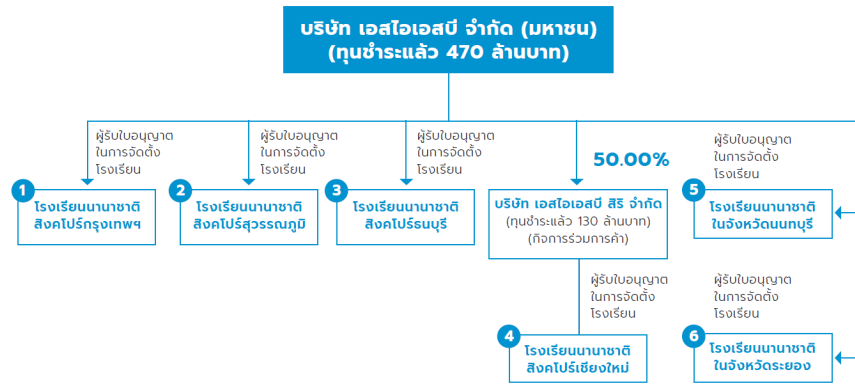 บริษัท เอสไอเอสบี จำกัด (มหาชน)
(ทุนชำระแล้ว 470 ล้านบาท)
ผู้รับใบอนุญาต
ในการจัดตั้ง
โรงเรียน
1
โรงเรียนนานาชาติ
สิงคโปร์กรุงเทพฯ
ผู้รับใบอนุญาต
ในการจัดตั้ง
โรงเรียน
2
โรงเรียนนานาชาติ
สิงคโปร์สุวรรณภูมิ
ผู้รับใบอนุญาต
ในการจัดตั้ง
โรงเรียน
3
โรงเรียนนานาชาติ
สิงคโปร์ธนบุรี
50.00%
บริษัท เอสไอเอสบี สิริ จำกัด
(ทุนชำระแล้ว 130 ล้านบาท)
(กิจการร่วมการค้า)
ผู้รับใบอนุญาต
ในการจัดตั้ง
โรงเรียน
4
โรงเรียนนานาชาติ
สิงคโปร์เชียงใหม่
ผู้รับใบอนุญาต
ในการจัดตั้ง
โรงเรียน
5
โรงเรียนนานาชาติ
ในจังหวัดนนทบุรี
ผู้รับใบอนุญาต
ในการจัดตั้ง
โรงเรียน
6
โรงเรียนนานาชาติ
ในจังหวัดระยอง